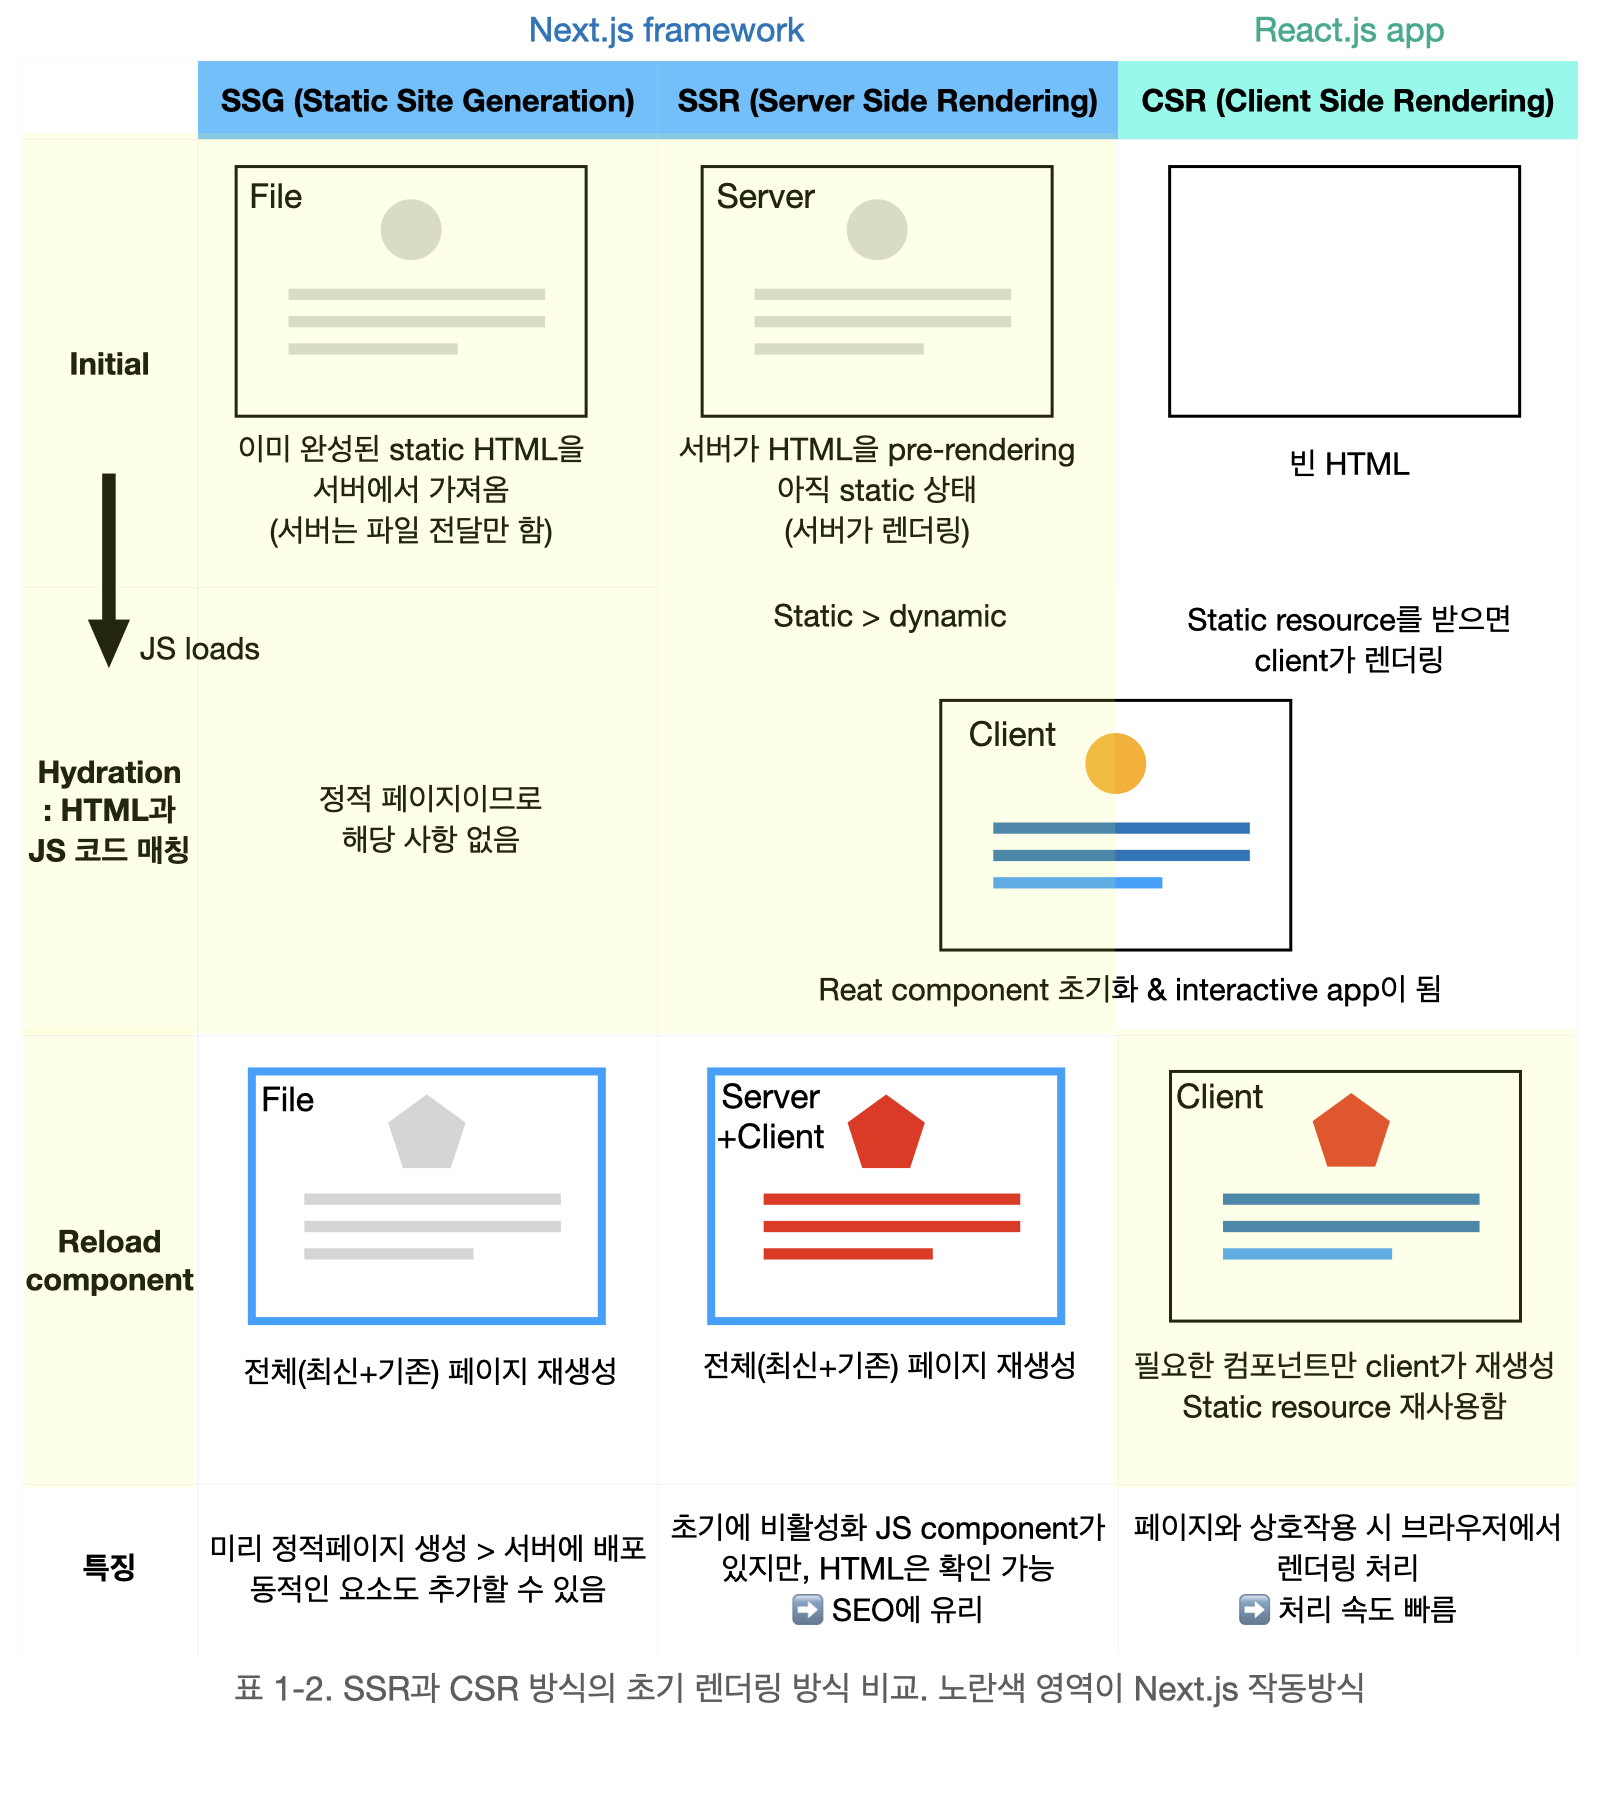 Next.js framework
React.js app
SSG (Static Site Generation)
SSR (Server Side Rendering)
CSR (Client Side Rendering)
Initial
File
이미 완성된 static HTML을
서버에서 가져옴
(서버는 파일 전달만 함)
Server
서버가 HTML을 pre-rendering
아직 static 상태
(서버가 렌더링)
빈 HTML
JS loads
Hydration
: HTML과
JS 코드 매칭
정적 페이지이므로
해당 사항 없음
Static > dynamic
Static resource를 받으면
client가 렌더링
Client
Reat component 초기화 & interactive app이 됨
Reload
component
File
전체(최신+기존) 페이지 재생성
Server
+Client
전체(최신+기존) 페이지 재생성
Client
필요한 컴포넌트만 client가 재생성
Static resource 재사용함
특징
미리 정적페이지 생성 > 서버에 배포
동적인 요소도 추가할 수 있음
초기에 비활성화 JS component가
있지만, HTML은 확인 가능
➡️ SEO에 유리
페이지와 상호작용 시 브라우저에서
렌더링 처리
➡️ 처리 속도 빠름
표 1-2. SSR과 CSR 방식의 초기 렌더링 방식 비교. 노란색 영역이 Next.js 작동방식